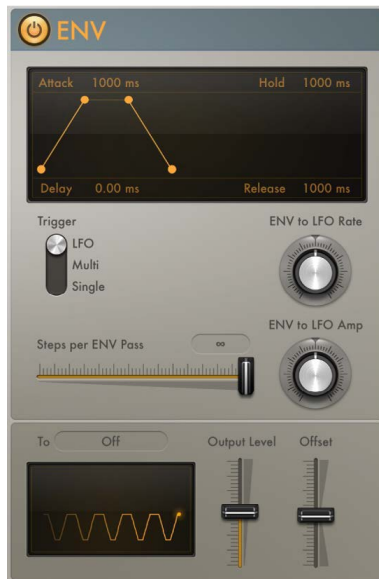 ENV
Attack 1000 ms Hold 1000 ms
Delay 0.00 ms Release 1000 ms
Trigger ENV to LFO Rate
LFO
Multi
Single
ENV to LFO Amp
Steps per ENV Pass ∞
To Off Output Level Offset